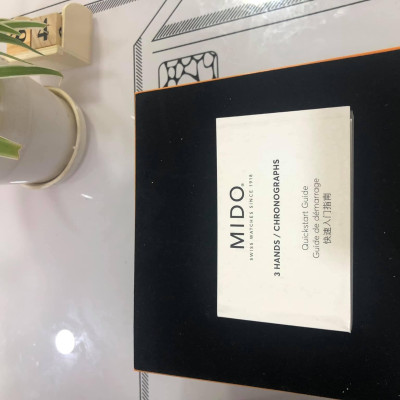 MIDO®
SWISS WATCHES SINCE 1918
3 HANDS / CHRONOGRAPHS
Quickstart Guide
Guide de démarrage
快速入门指南